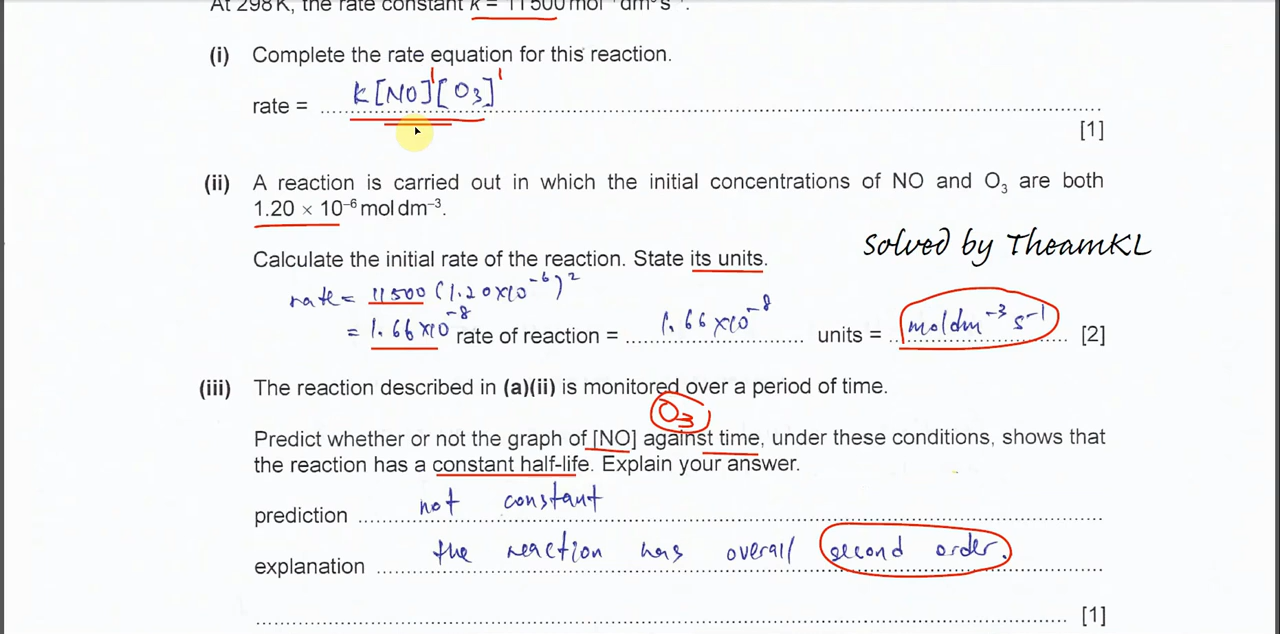 At 298K, the rate constant k = 11500 mol⁻¹ dm³ s⁻¹.
(i) Complete the rate equation for this reaction.
rate = k[NO]¹[O₃]¹
[1]
(ii) A reaction is carried out in which the initial concentrations of NO and O₃ are both
1.20 × 10⁻⁶ mol dm⁻³.
Solved by TheamKL
Calculate the initial rate of the reaction. State its units.
rate = 11500 (1.20×10⁻⁶)²
= 1.66×10⁻⁸ rate of reaction = 1.66×10⁻⁸ units = moldm⁻³ s⁻¹ [2]
(iii) The reaction described in (a)(ii) is monitored over a period of time.
O₃
Predict whether or not the graph of [NO] against time, under these conditions, shows that
the reaction has a constant half-life. Explain your answer.
prediction not constant
explanation the reaction has overall second order.
[1]